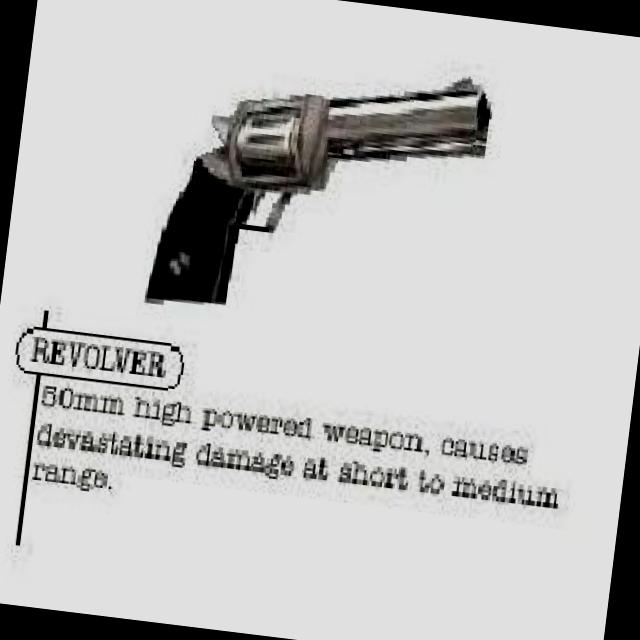 REVOLVER
50mm high powered weapon, causes
devastating damage at short to medium
range.